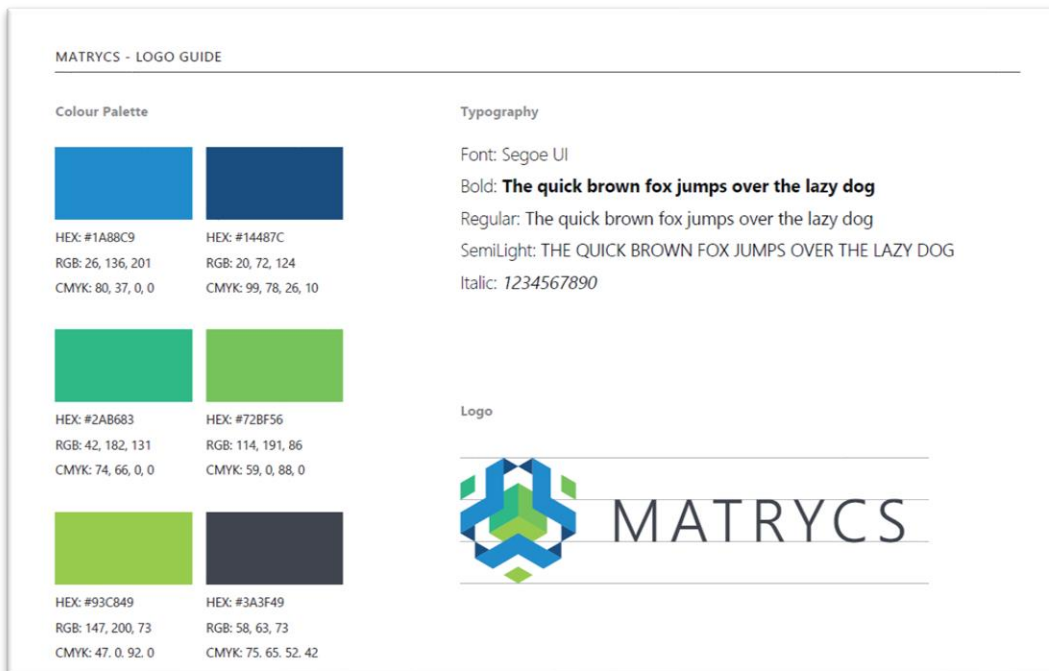 MATRYCS - LOGO GUIDE
Colour Palette
HEX: #1A88C9
RGB: 26, 136, 201
CMYK: 80, 37, 0, 0
HEX: #14487C
RGB: 20, 72, 124
CMYK: 99, 78, 26, 10
HEX: #2AB683
RGB: 42, 182, 131
CMYK: 74, 66, 0, 0
HEX: #72BF56
RGB: 114, 191, 86
CMYK: 59, 0, 88, 0
HEX: #93C849
RGB: 147, 200, 73
CMYK: 47. 0. 92. 0
HEX: #3A3F49
RGB: 58, 63, 73
CMYK: 75. 65. 52. 42
Typography
Font: Segoe UI
Bold: The quick brown fox jumps over the lazy dog
Regular: The quick brown fox jumps over the lazy dog
SemiLight: THE QUICK BROWN FOX JUMPS OVER THE LAZY DOG
Italic: 1234567890
Logo
MATRYCS